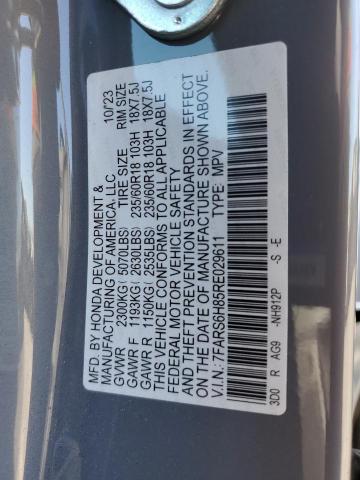 MFD. BY HONDA DEVELOPMENT &
MANUFACTURING OF AMERICA, LLC. 10/23
GVWR 2300KG (5070LBS) TIRE SIZE RIM SIZE
GAWR F 1193KG (2630LBS) 235/60R18 103H 18X7.5J
GAWR R 1150KG (2535LBS) 235/60R18 103H 18X7.5J
THIS VEHICLE CONFORMS TO ALL APPLICABLE
FEDERAL MOTOR VEHICLE SAFETY AND
THEFT PREVENTION STANDARDS IN EFFECT
ON THE DATE OF MANUFACTURE SHOWN ABOVE.
V.I.N.: 7FARS6H85RE029611 TYPE: MPV
3D0 R AG9 -NH912P -S -E